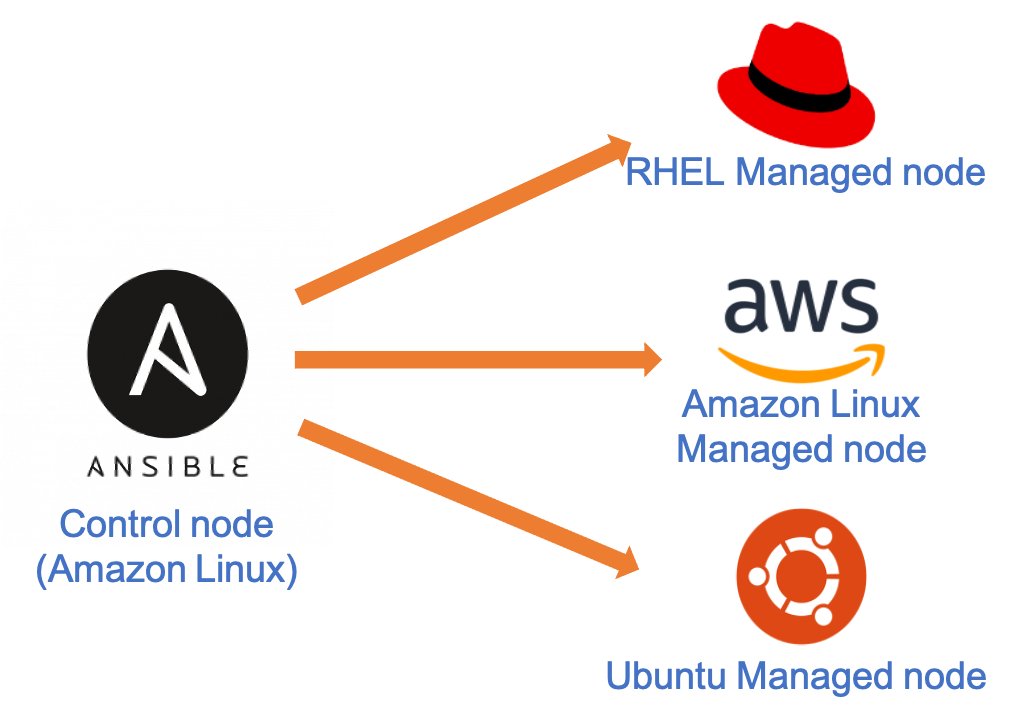 RHEL Managed node
aws
Amazon Linux
Managed node
ANSIBLE
Control node
(Amazon Linux)
Ubuntu Managed node